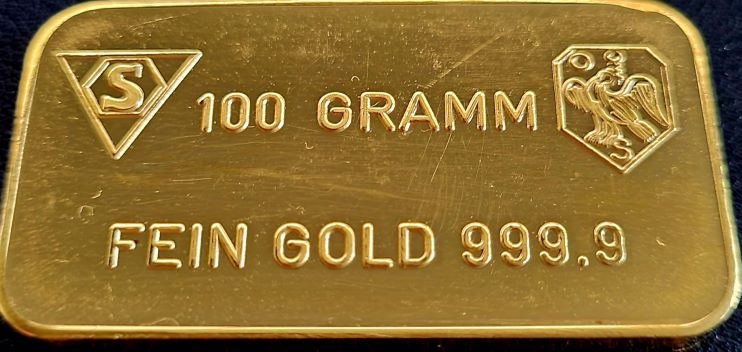 S 100 GRAMM
FEIN GOLD 999,9